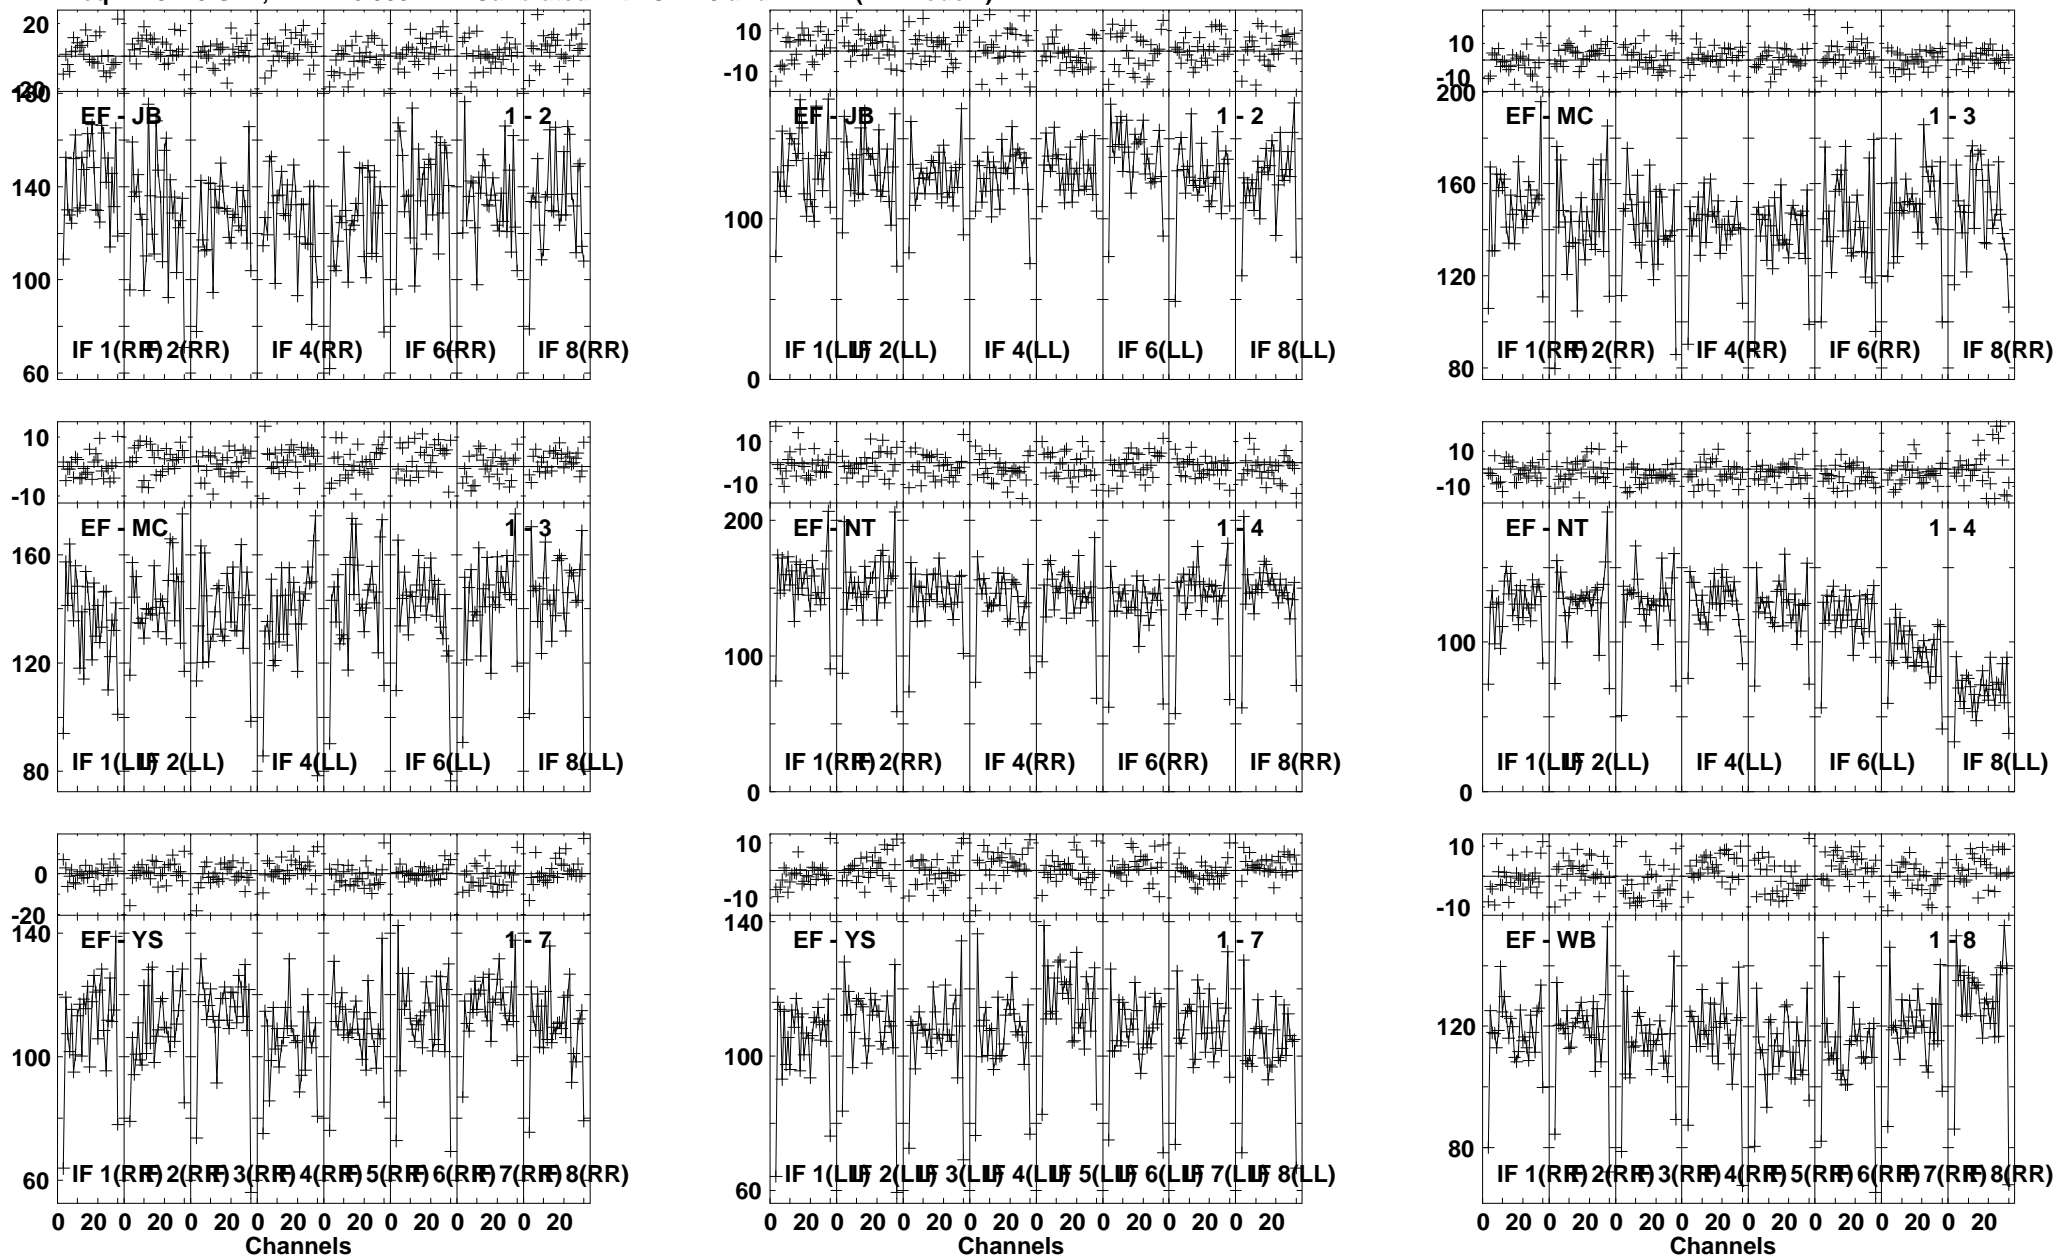 20
20
180
EF - JB 1 - 2
140
100
IF 1(RR) IF 2(RR) IF 4(RR) IF 6(RR) IF 8(RR)
60
10
-10
EF - JB 1 - 2
100
IF 1(LL) IF 2(LL) IF 4(LL) IF 6(LL) IF 8(LL)
0
10
-10
200
EF - MC 1 - 3
160
120
IF 1(RR) IF 2(RR) IF 4(RR) IF 6(RR) IF 8(RR)
80
10
-10
EF - MC 1 - 3
160
120
IF 1(LL) IF 2(LL) IF 4(LL) IF 6(LL) IF 8(LL)
80
10
-10
200
EF - NT 1 - 4
100
IF 1(RR) IF 2(RR) IF 4(RR) IF 6(RR) IF 8(RR)
0
10
-10
EF - NT 1 - 4
100
IF 1(LL) IF 2(LL) IF 4(LL) IF 6(LL) IF 8(LL)
0
0
-20
140
EF - YS 1 - 7
100
60
IF 1(RR) IF 2(RR) IF 3(RR) IF 4(RR) IF 5(RR) IF 6(RR) IF 7(RR) IF 8(RR)
0 20 0 20 0 20 0 20 0 20 0 20 0 20 0 20
Channels
10
-10
140
EF - YS 1 - 7
100
IF 1(LL) IF 2(LL) IF 3(LL) IF 4(LL) IF 5(LL) IF 6(LL) IF 7(LL) IF 8(LL)
60
0 20 0 20 0 20 0 20 0 20 0 20 0 20 0 20
Channels
10
-10
EF - WB 1 - 8
120
80
IF 1(RR) IF 2(RR) IF 3(RR) IF 4(RR) IF 5(RR) IF 6(RR) IF 7(RR) IF 8(RR)
0 20 0 20 0 20 0 20 0 20 0 20 0 20 0 20
Channels